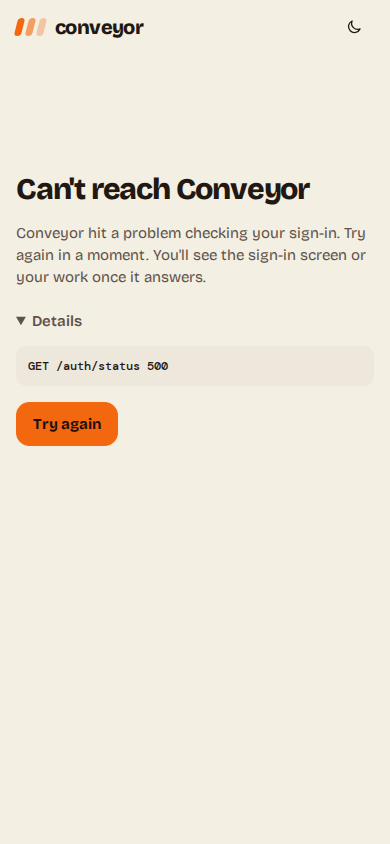 conveyor
Can't reach Conveyor
Conveyor hit a problem checking your sign-in. Try
again in a moment. You'll see the sign-in screen or
your work once it answers.
Details
GET /auth/status 500
Try again